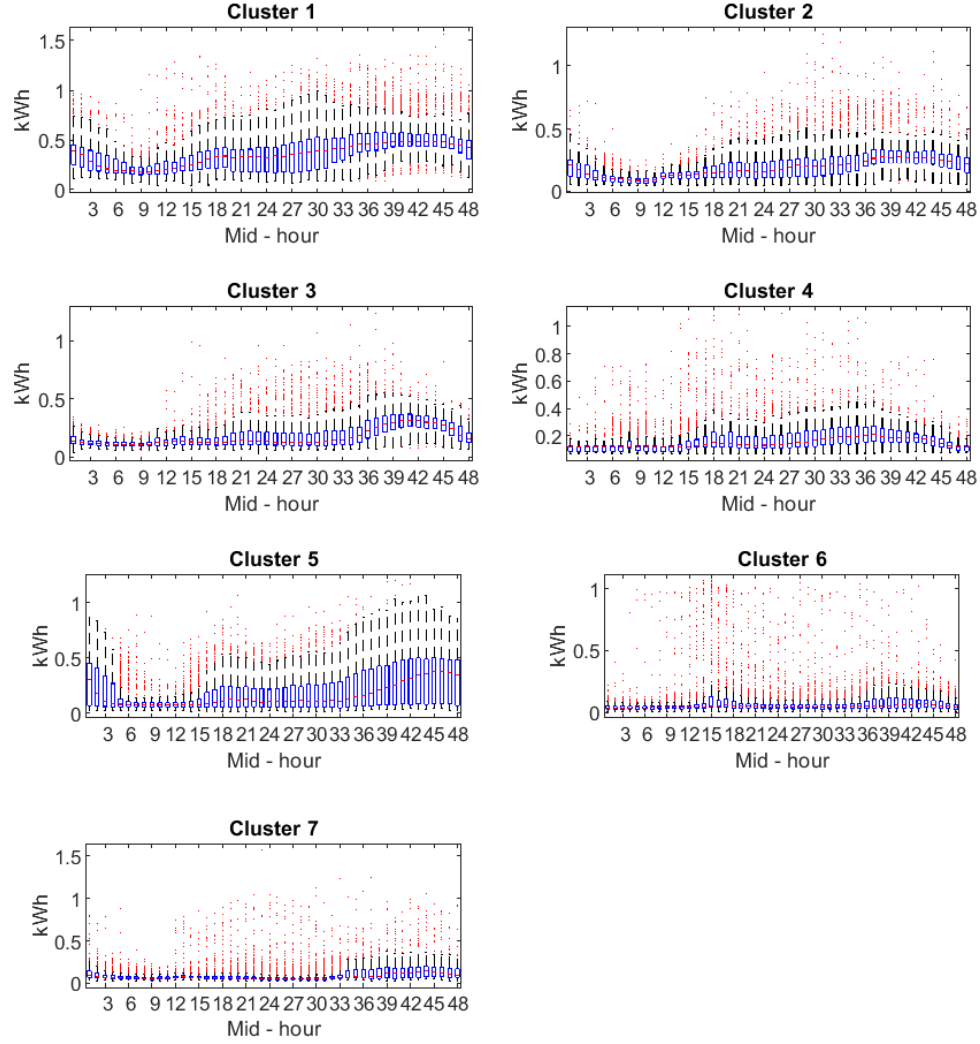 Cluster 1
1.5
1
0.5
0
kWh
3 6 9 12 15 18 21 24 27 30 33 36 39 42 45 48
Mid - hour
Cluster 2
1
0.5
0
kWh
3 6 9 12 15 18 21 24 27 30 33 36 39 42 45 48
Mid - hour
Cluster 3
1
0.5
0
kWh
3 6 9 12 15 18 21 24 27 30 33 36 39 42 45 48
Mid - hour
Cluster 4
1
0.8
0.6
0.4
0.2
kWh
3 6 9 12 15 18 21 24 27 30 33 36 39 42 45 48
Mid - hour
Cluster 5
1
0.5
0
kWh
3 6 9 12 15 18 21 24 27 30 33 36 39 42 45 48
Mid - hour
Cluster 6
1
0.5
0
kWh
3 6 9 12 15 18 21 24 27 30 33 36 39 42 45 48
Mid - hour
Cluster 7
1.5
1
0.5
0
kWh
3 6 9 12 15 18 21 24 27 30 33 36 39 42 45 48
Mid - hour